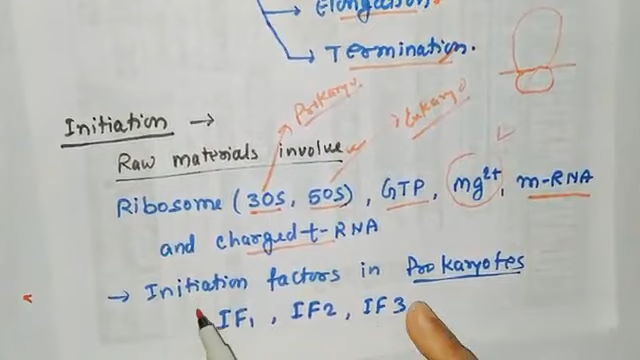 Elongation.
Termination.
Prokaryo
Eukaryo
Initiation →
Raw materials involve
Ribosome (30S, 50S), GTP, mg²⁺, m-RNA
and charged t-RNA
→ Initiation factors in Prokaryotes
IF₁, IF2, IF3